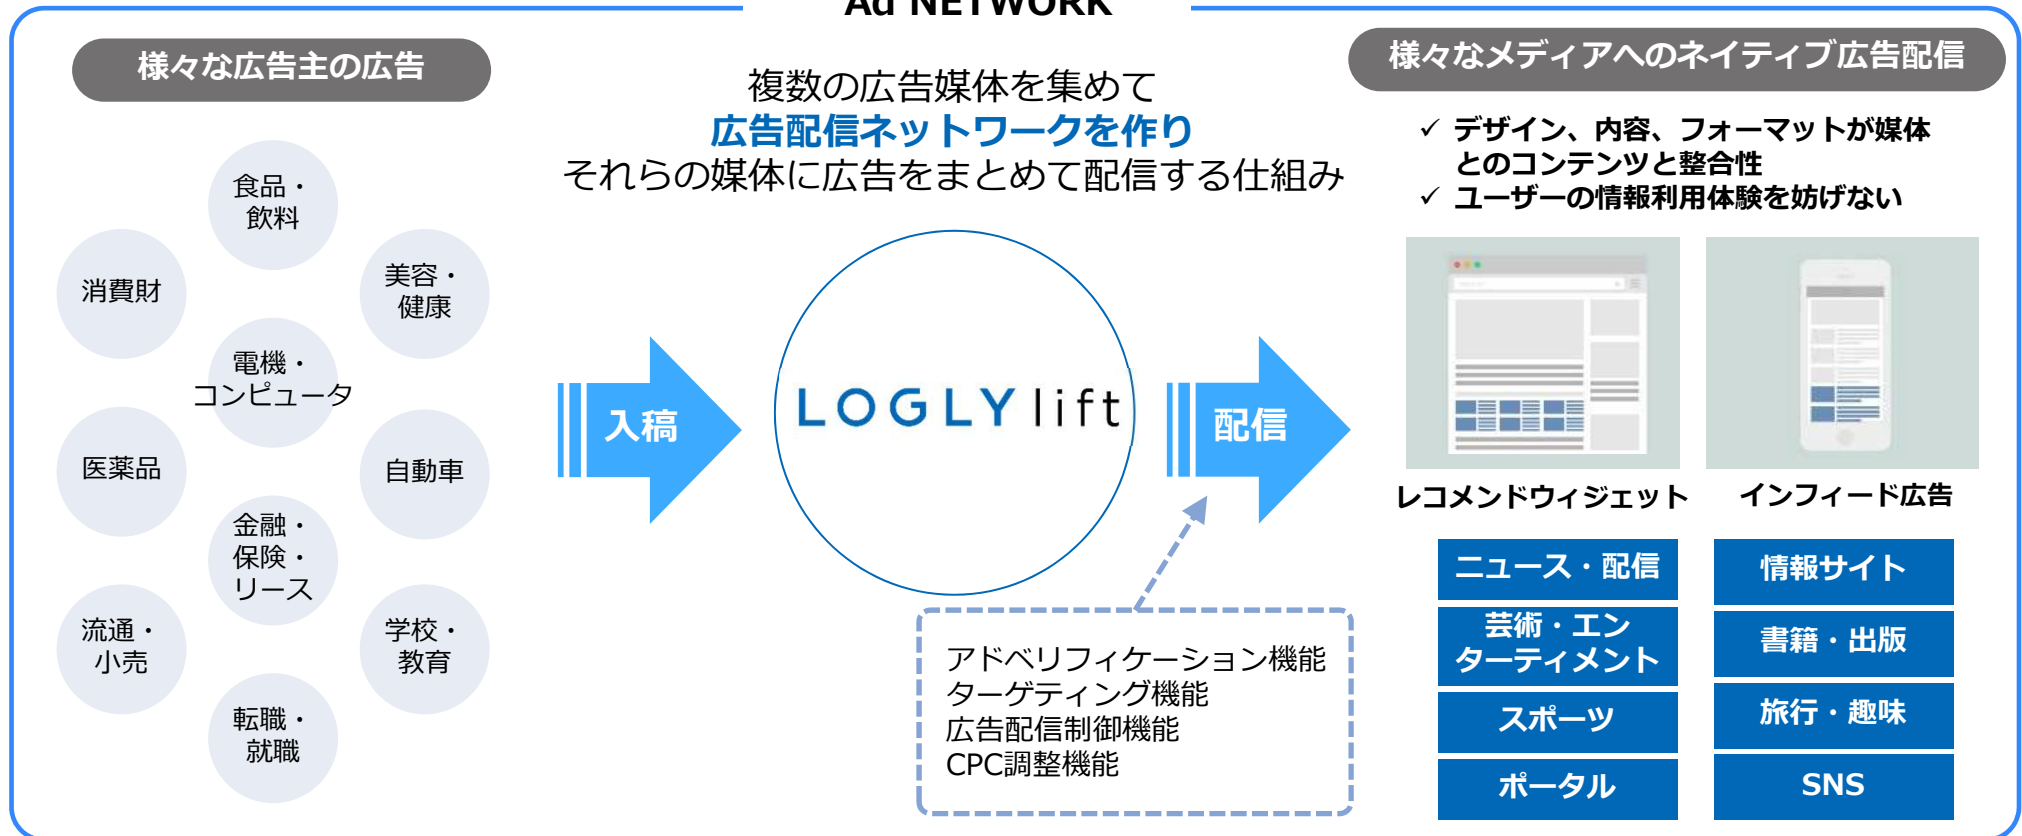 Ad NETWORK
様々な広告主の広告
食品・
飲料
消費財
美容・
健康
電機・
コンピュータ
医薬品
自動車
金融・
保険・
リース
流通・
小売
学校・
教育
転職・
就職
複数の広告媒体を集めて
広告配信ネットワークを作り
それらの媒体に広告をまとめて配信する仕組み
入稿
LOGLY lift
配信
アドベリフィケーション機能
ターゲティング機能
広告配信制御機能
CPC調整機能
様々なメディアへのネイティブ広告配信
✓ デザイン、内容、フォーマットが媒体
とのコンテンツと整合性
✓ ユーザーの情報利用体験を妨げない
レコメンドウィジェット
インフィード広告
ニュース・配信
芸術・エン
ターティメント
スポーツ
ポータル
情報サイト
書籍・出版
旅行・趣味
SNS